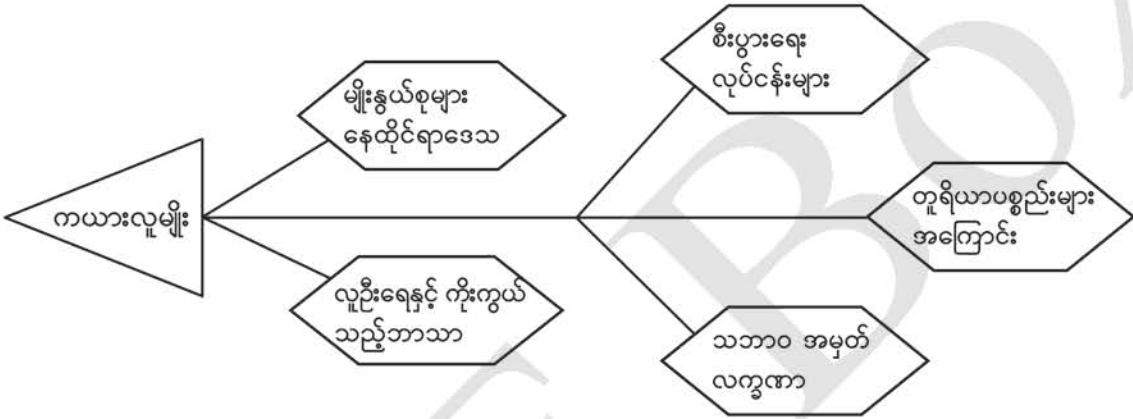 ကယားလူမျိုး
မျိုးနွယ်စုများ
နေထိုင်ရာဒေသ
လူဦးရေနှင့် ကိုးကွယ်
သည့်ဘာသာ
စီးပွားရေး
လုပ်ငန်းများ
တူရိယာပစ္စည်းများ
အကြောင်း
သဘာဝ အမှတ်
လက္ခဏာ